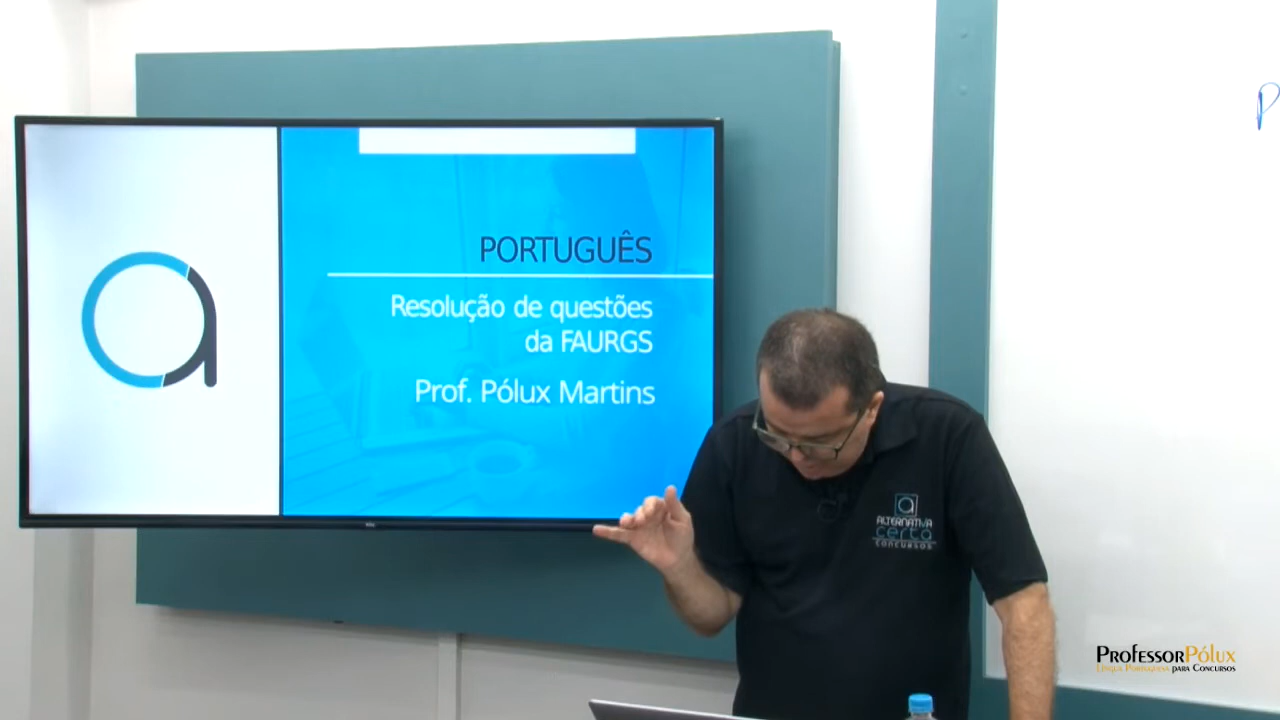 PORTUGUÊS
Resolução de questões
da FAURGS
Prof. Pólux Martins
a
ALTERNATIVA
certa
concursos
P
PROFESSORPÓLUX
LÍNGUA PORTUGUESA PARA CONCURSOS